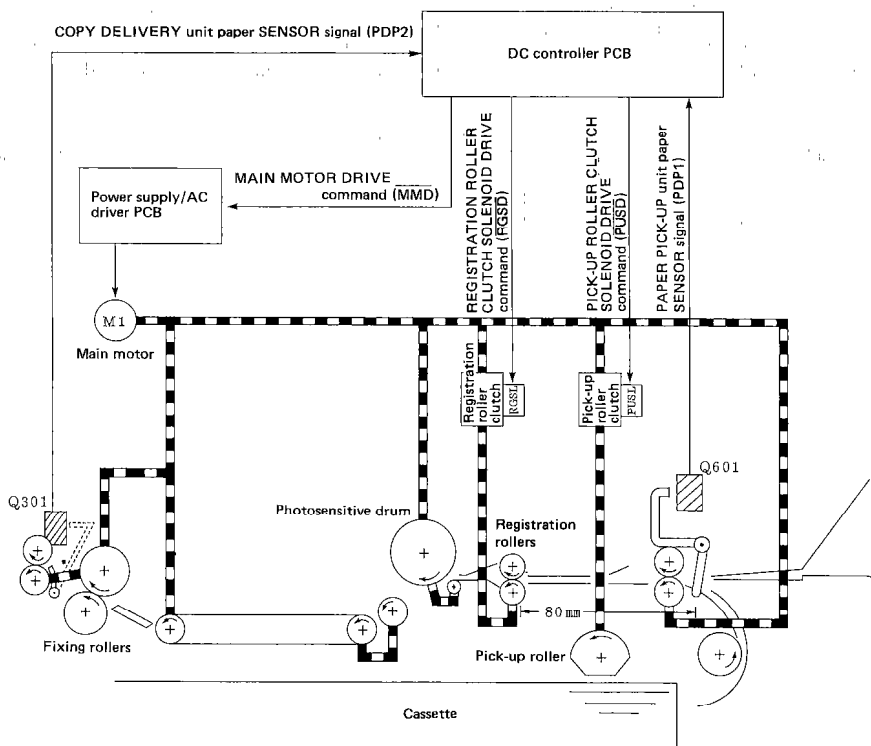 COPY DELIVERY unit paper SENSOR signal (PDP2)
DC controller PCB
MAIN MOTOR DRIVE
command (MMD)
Power supply/AC
driver PCB
REGISTRATION ROLLER
CLUTCH SOLENOID DRIVE
command (RGSD)
PICK-UP ROLLER CLUTCH
SOLENOID DRIVE
command (PUSD)
PAPER PICK-UP unit paper
SENSOR signal (PDP1)
M1
Main motor
Registration
roller
clutch
RGSL
Pick-up
roller
clutch
PUSL
Q601
Q301
Photosensitive drum
Registration
rollers
80mm
Fixing rollers
Pick-up roller
Cassette